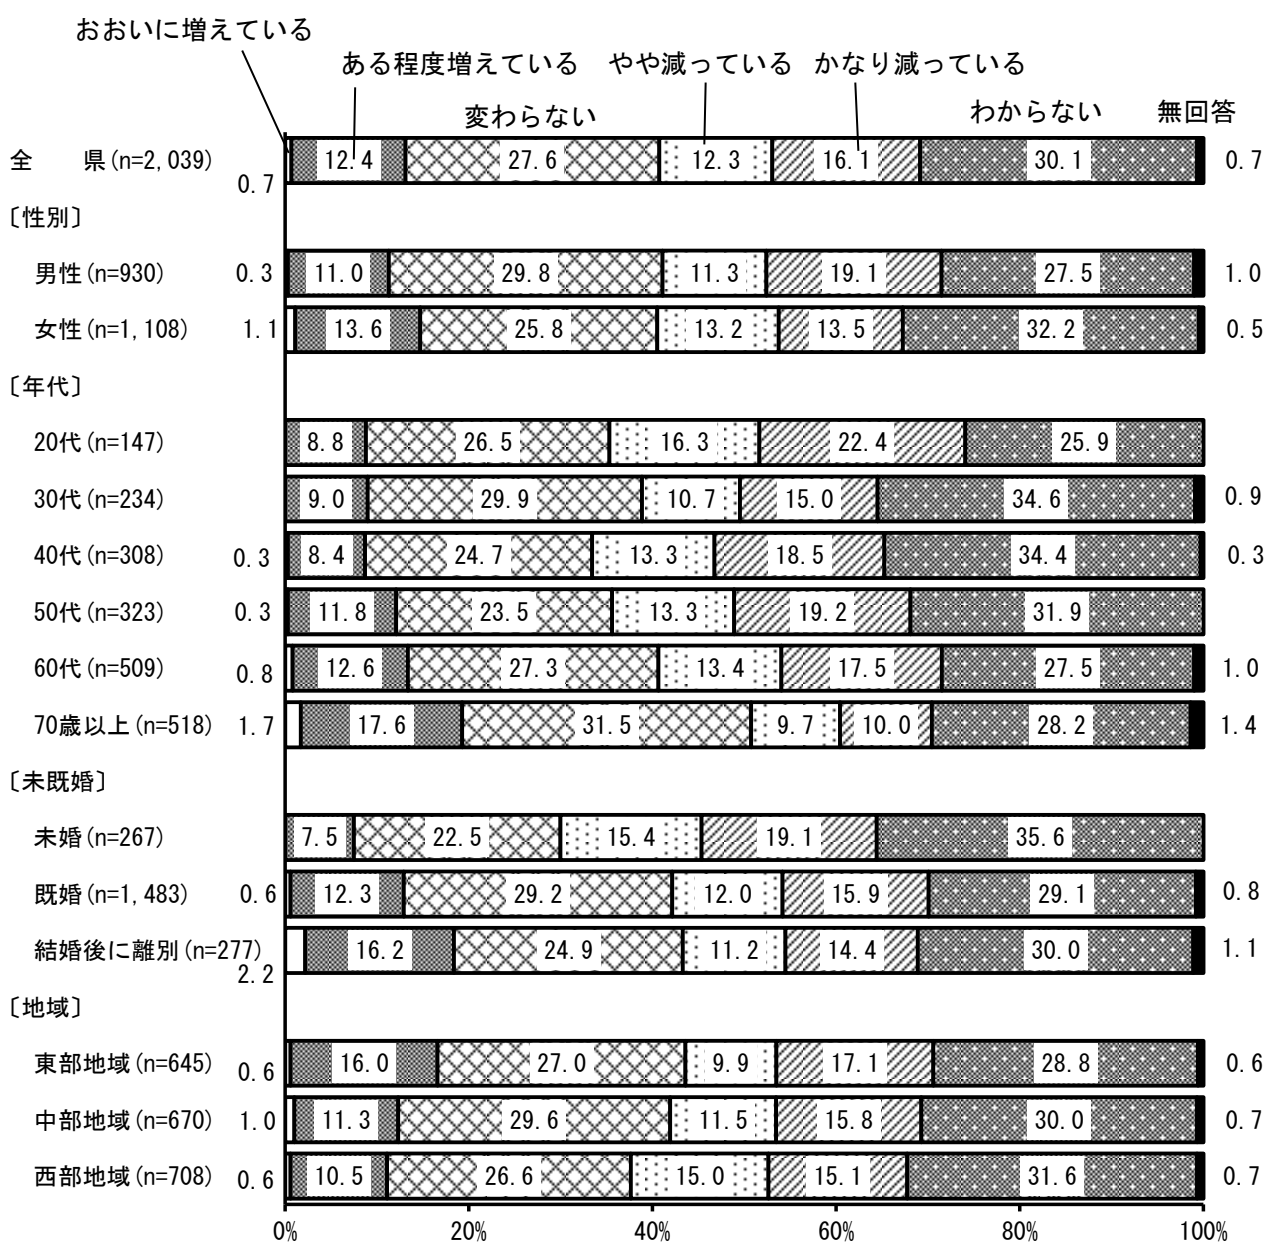 おおいに増えている
ある程度増えている やや減っている かなり減っている
変わらない わからない 無回答
全 県(n=2,039) 0.7 12.4 27.6 12.3 16.1 30.1 0.7
〔性別〕
男性(n=930) 0.3 11.0 29.8 11.3 19.1 27.5 1.0
女性(n=1,108) 1.1 13.6 25.8 13.2 13.5 32.2 0.5
〔年代〕
20代(n=147) 8.8 26.5 16.3 22.4 25.9
30代(n=234) 9.0 29.9 10.7 15.0 34.6 0.9
40代(n=308) 0.3 8.4 24.7 13.3 18.5 34.4 0.3
50代(n=323) 0.3 11.8 23.5 13.3 19.2 31.9
60代(n=509) 0.8 12.6 27.3 13.4 17.5 27.5 1.0
70歳以上(n=518) 1.7 17.6 31.5 9.7 10.0 28.2 1.4
〔未既婚〕
未婚(n=267) 7.5 22.5 15.4 19.1 35.6
既婚(n=1,483) 0.6 12.3 29.2 12.0 15.9 29.1 0.8
結婚後に離別(n=277) 2.2 16.2 24.9 11.2 14.4 30.0 1.1
〔地域〕
東部地域(n=645) 0.6 16.0 27.0 9.9 17.1 28.8 0.6
中部地域(n=670) 1.0 11.3 29.6 11.5 15.8 30.0 0.7
西部地域(n=708) 0.6 10.5 26.6 15.0 15.1 31.6 0.7
0% 20% 40% 60% 80% 100%